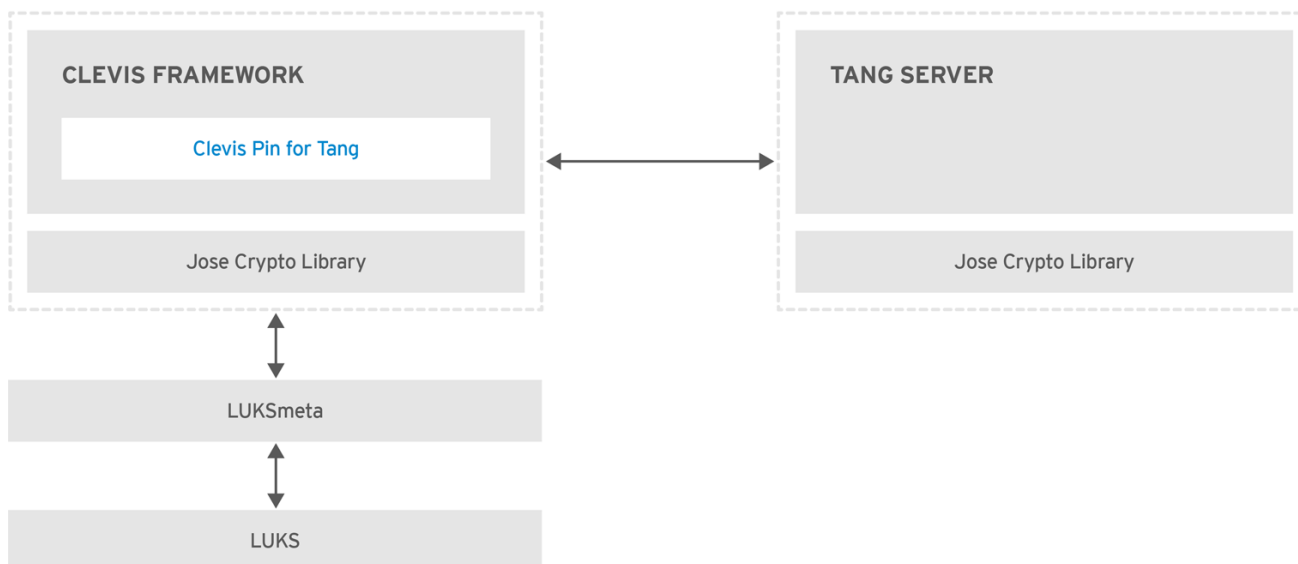 CLEVIS FRAMEWORK
Clevis Pin for Tang
Jose Crypto Library
TANG SERVER
Jose Crypto Library
LUKSmeta
LUKS